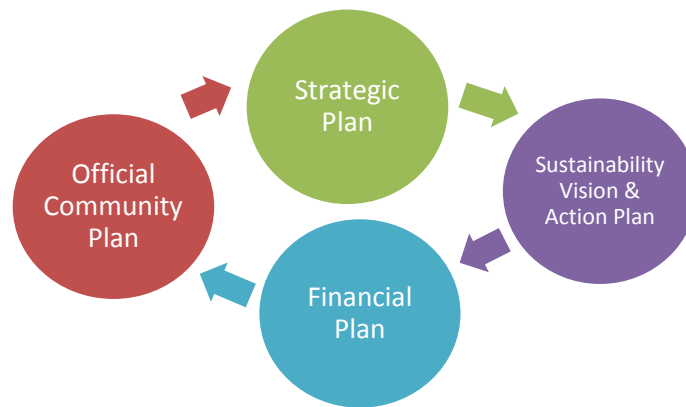 Strategic
Plan
Official
Community
Plan
Sustainability
Vision &
Action Plan
Financial
Plan